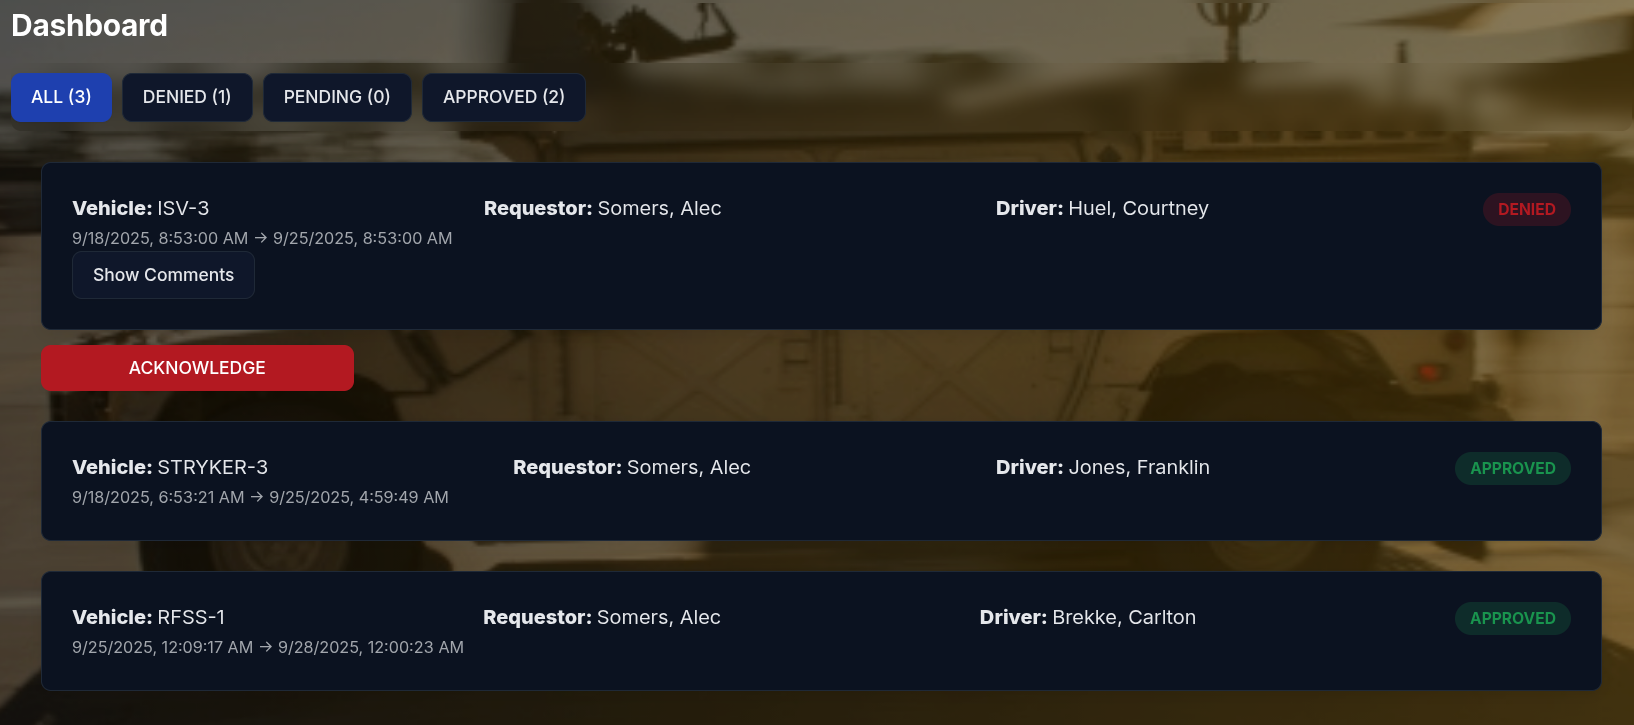 Dashboard
ALL (3) DENIED (1) PENDING (0) APPROVED (2)
Vehicle: ISV-3 Requestor: Somers, Alec Driver: Huel, Courtney DENIED
9/18/2025, 8:53:00 AM → 9/25/2025, 8:53:00 AM
Show Comments
ACKNOWLEDGE
Vehicle: STRYKER-3 Requestor: Somers, Alec Driver: Jones, Franklin APPROVED
9/18/2025, 6:53:21 AM → 9/25/2025, 4:59:49 AM
Vehicle: RFSS-1 Requestor: Somers, Alec Driver: Brekke, Carlton APPROVED
9/25/2025, 12:09:17 AM → 9/28/2025, 12:00:23 AM